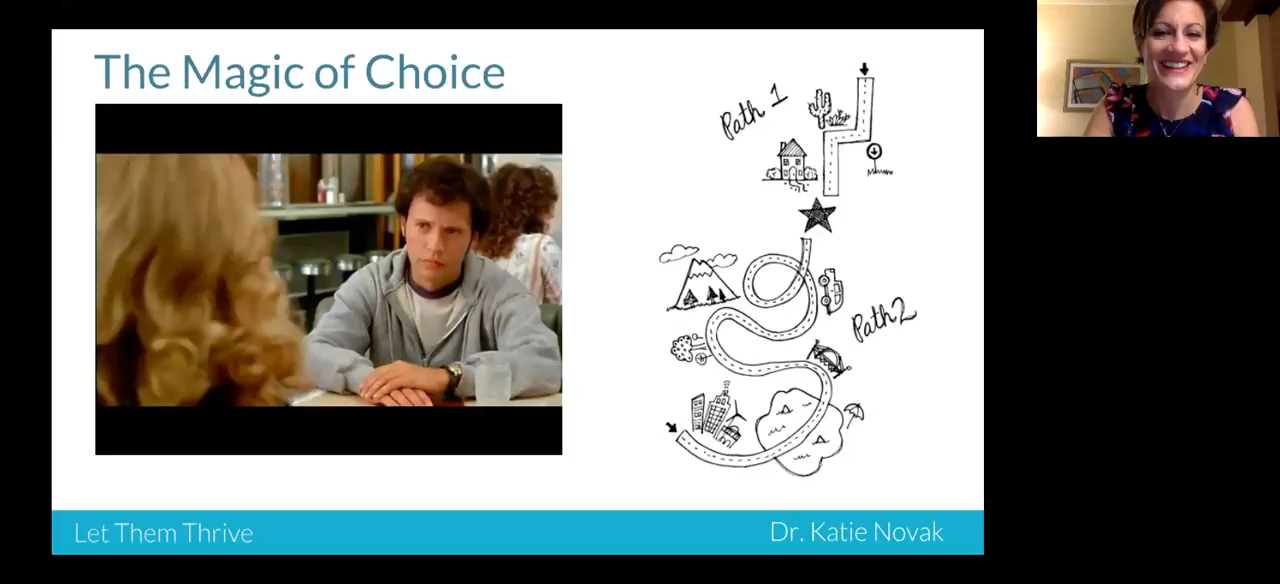 The Magic of Choice
Path 1
Path 2
Let Them Thrive
Dr. Katie Novak